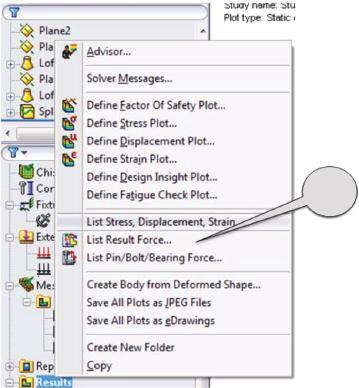 Study name: Stu
Plot type: Static
Plane2
Pla
Lof
Pla
Lof
Spl
Advisor...
Solver Messages...
Define Factor Of Safety Plot...
Define Stress Plot...
Define Displacement Plot...
Define Strain Plot...
Define Design Insight Plot...
Define Fatigue Check Plot...
List Stress, Displacement, Strain
List Result Force...
List Pin/Bolt/Bearing Force...
Create Body from Deformed Shape...
Save All Plots as JPEG Files
Save All Plots as eDrawings
Create New Folder
Copy
Chi
Cor
Fixt
Exte
Mes
Rep
Results